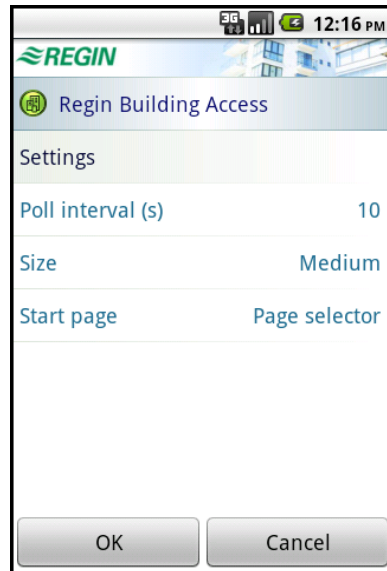 3G 12:16 PM
REGIN
Regin Building Access
Settings
Poll interval (s) 10
Size Medium
Start page Page selector
OK Cancel